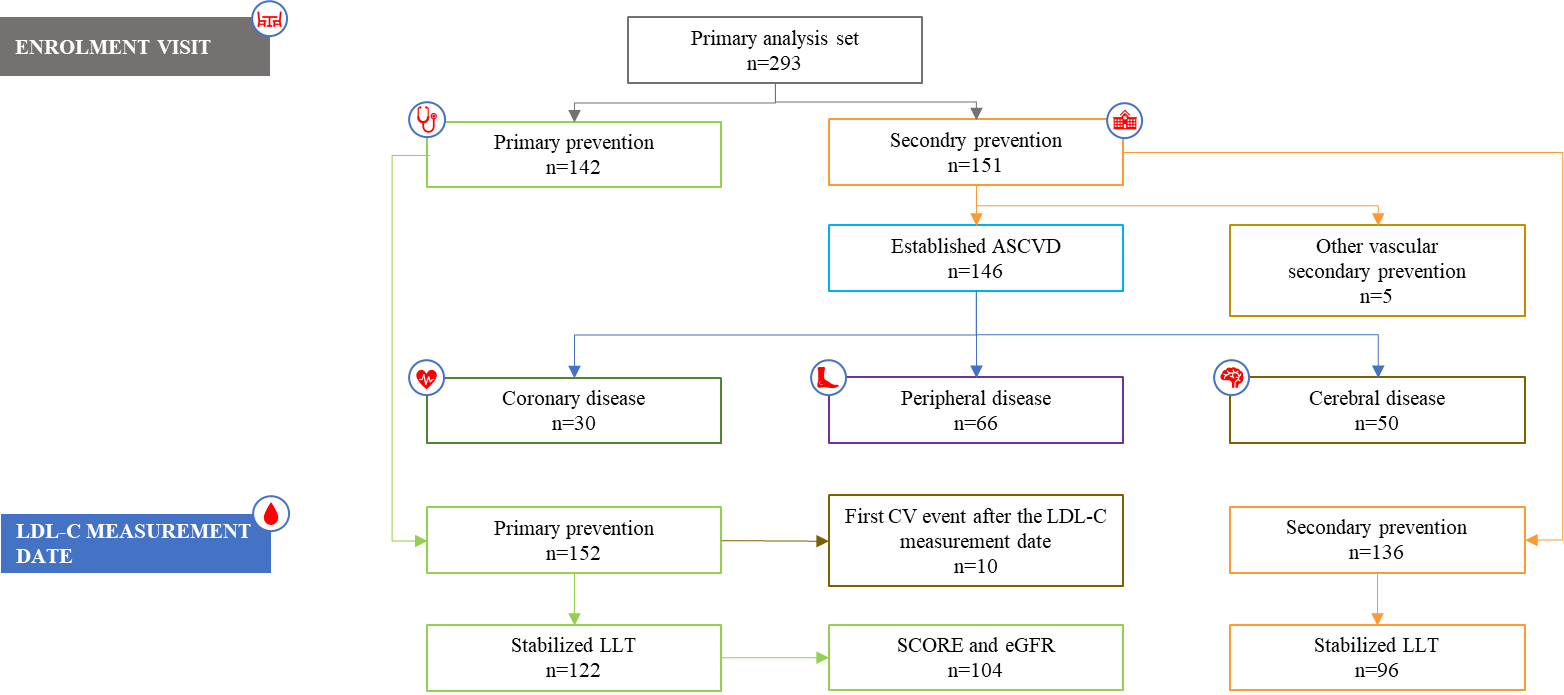 ENROLMENT VISIT
Primary analysis set
n=293
Primary prevention
n=142
Secondry prevention
n=151
Established ASCVD
n=146
Other vascular
secondary prevention
n=5
Coronary disease
n=30
Peripheral disease
n=66
Cerebral disease
n=50
LDL-C MEASUREMENT
DATE
Primary prevention
n=152
First CV event after the LDL-C
measurement date
n=10
Secondary prevention
n=136
Stabilized LLT
n=122
SCORE and eGFR
n=104
Stabilized LLT
n=96